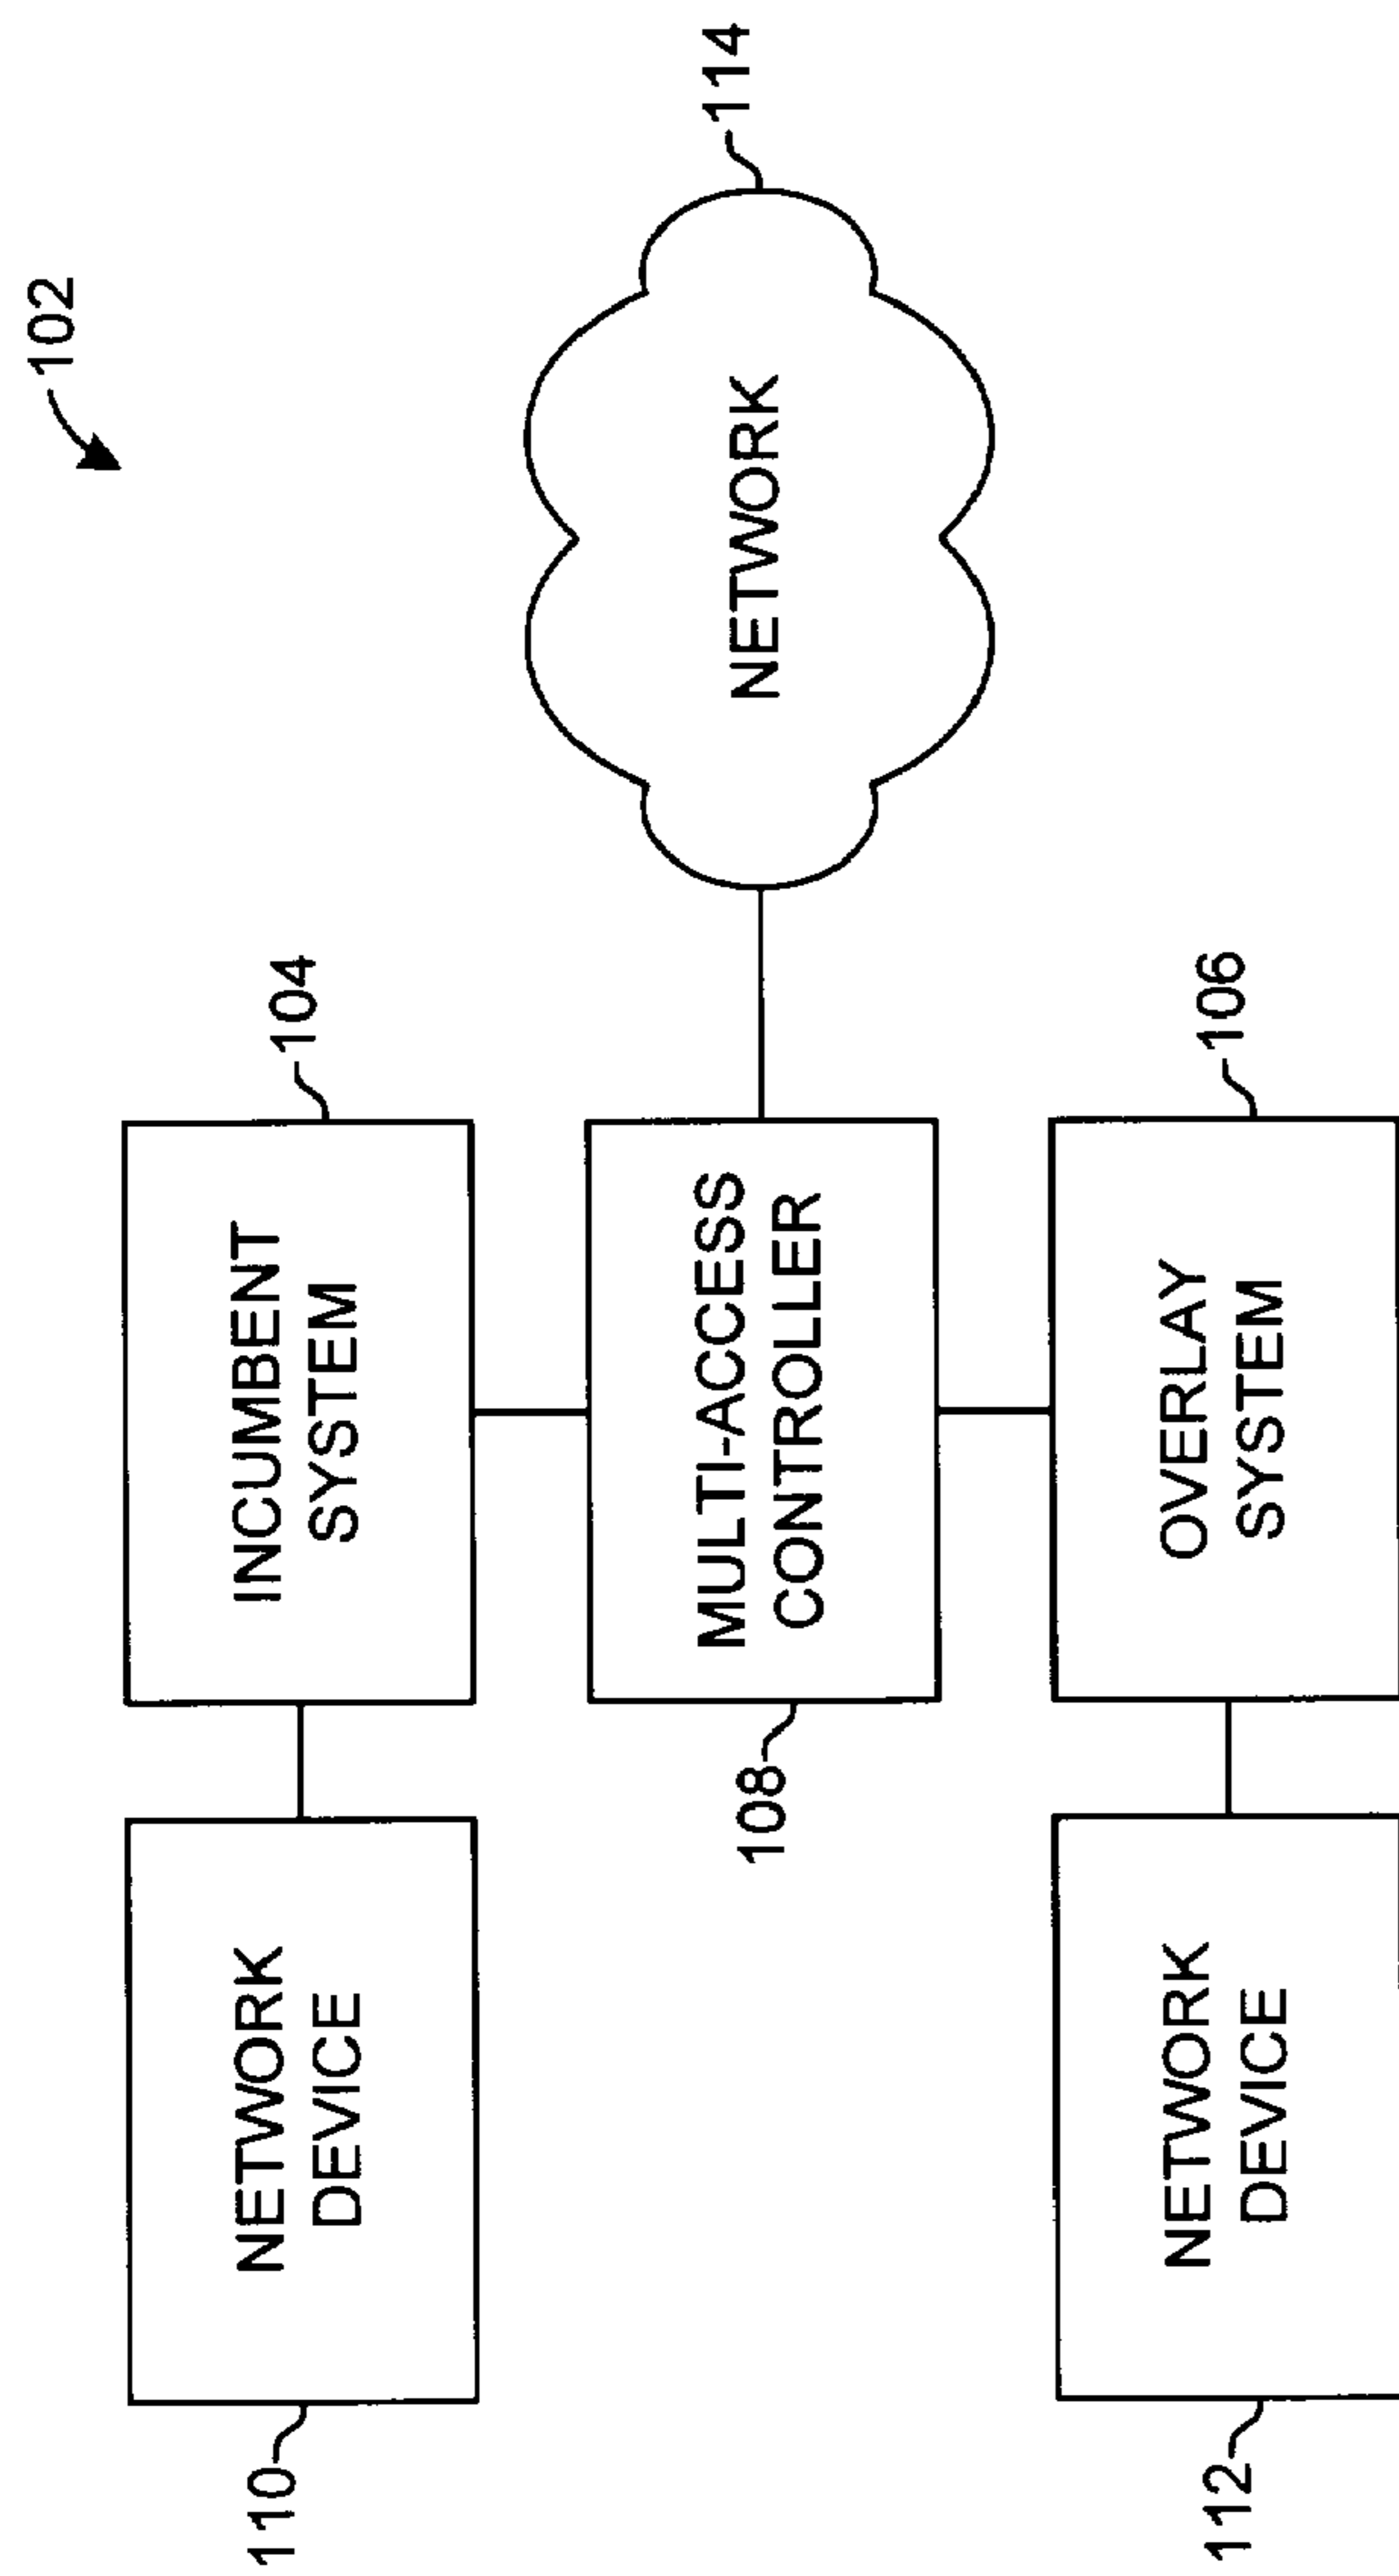 102
110
NETWORK
DEVICE
INCUMBENT
SYSTEM
104
108
MULTI-ACCESS
CONTROLLER
NETWORK
114
112
NETWORK
DEVICE
OVERLAY
SYSTEM
106